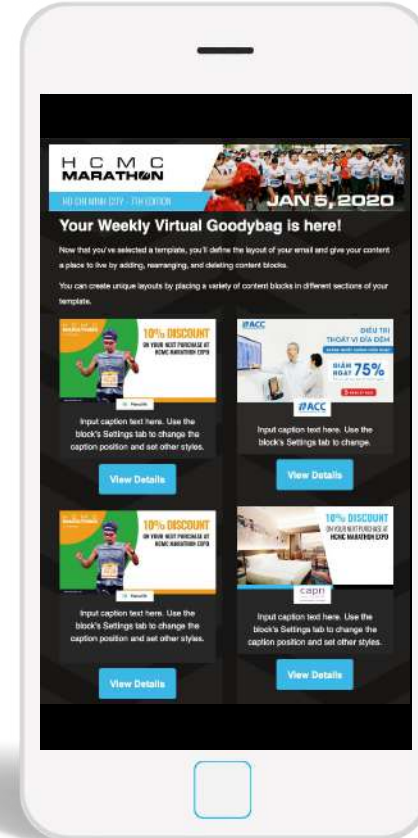 HCMC
MARATHON
HO CHI MINH CITY - 7TH EDITION
JAN 5, 2020
Your Weekly Virtual Goodybag is here!
Now that you've selected a template, you'll define the layout of your email and give your content
a place to live by adding, rearranging, and deleting content blocks.
You can create unique layouts by placing a variety of content blocks in different sections of your
template.
10% DISCOUNT
ON YOUR NEXT PURCHASE AT
HCMC MARATHON EXPO
Input caption text here. Use the
block's Settings tab to change the
caption position and set other styles.
View Details
ACC
ĐIỀU TRỊ
THOÁT VỊ ĐĨA ĐỆM
GIẢM
NGAY 75%
ACC
Input caption text here. Use the
block's Settings tab to change.
View Details
10% DISCOUNT
ON YOUR NEXT PURCHASE AT
HCMC MARATHON EXPO
Input caption text here. Use the
block's Settings tab to change the
caption position and set other styles.
View Details
10% DISCOUNT
ON YOUR NEXT PURCHASE AT
HCMC MARATHON EXPO
capri
Input caption text here. Use the
block's Settings tab to change the
caption position and set other styles.
View Details